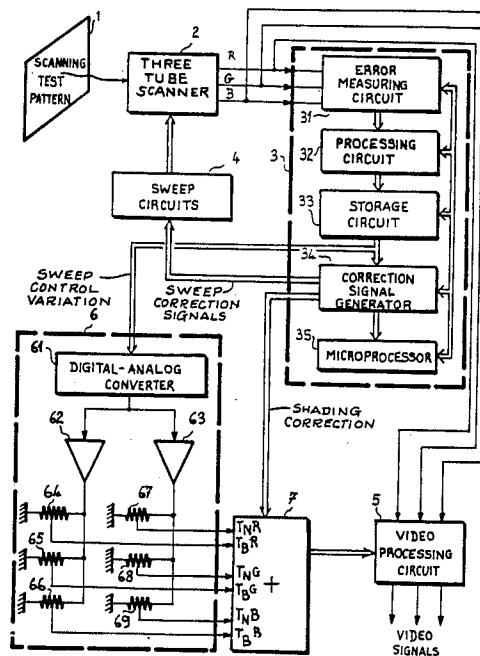 1
SCANNING
TEST
PATTERN
2
THREE
TUBE
SCANNER
R
G
B
ERROR
MEASURING
CIRCUIT
31
32
PROCESSING
CIRCUIT
3
33
STORAGE
CIRCUIT
34
CORRECTION
SIGNAL
GENERATOR
35
MICROPROCESSOR
4
SWEEP
CIRCUITS
SWEEP
CONTROL
VARIATION
SWEEP
CORRECTION
SIGNALS
6
61
DIGITAL-ANALOG
CONVERTER
62
63
64
65
66
67
68
69
SHADING
CORRECTION
7
TNR
TBR
TNG
TBG
TNB
TBB
+
5
VIDEO
PROCESSING
CIRCUIT
VIDEO
SIGNALS